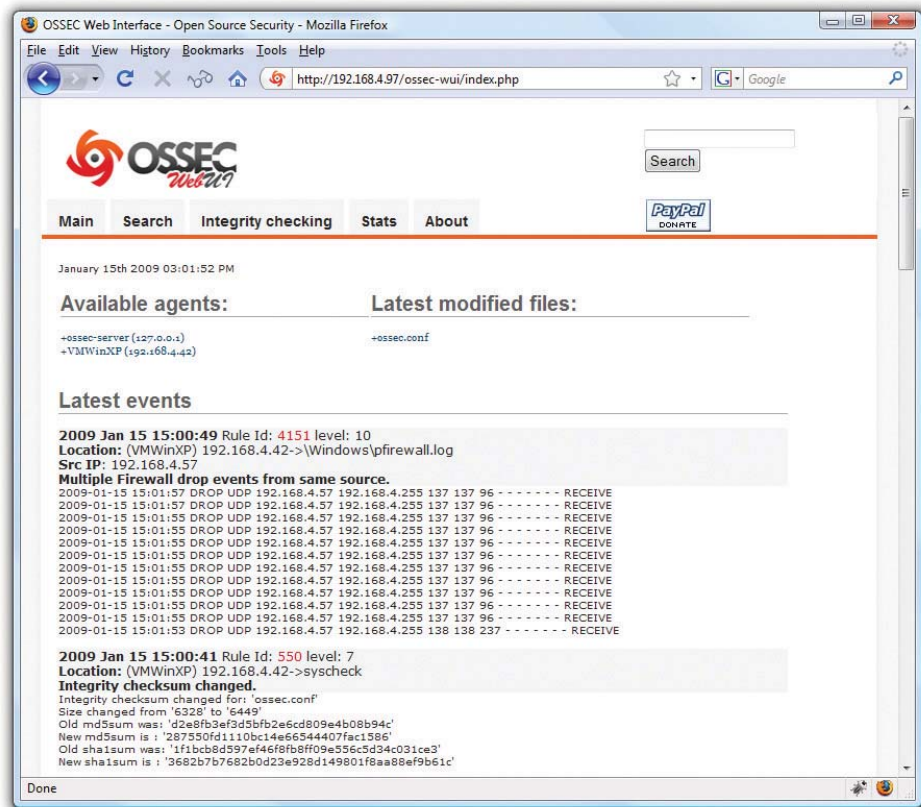 OSSEC Web Interface - Open Source Security - Mozilla Firefox
File Edit View History Bookmarks Tools Help
http://192.168.4.97/ossec-wui/index.php
G Google
OSSEC
WebUI
Search
Main Search Integrity checking Stats About
PayPal
DONATE
January 15th 2009 03:01:52 PM
Available agents: Latest modified files:
+ossec-server (127.0.0.1) +ossec.conf
+VMWinXP (192.168.4.42)
Latest events
2009 Jan 15 15:00:49 Rule Id: 4151 level: 10
Location: (VMWinXP) 192.168.4.42->\Windows\pfirewall.log
Src IP: 192.168.4.57
Multiple Firewall drop events from same source.
2009-01-15 15:01:57 DROP UDP 192.168.4.57 192.168.4.255 137 137 96 - - - - - - - RECEIVE
2009-01-15 15:01:57 DROP UDP 192.168.4.57 192.168.4.255 137 137 96 - - - - - - - RECEIVE
2009-01-15 15:01:55 DROP UDP 192.168.4.57 192.168.4.255 137 137 96 - - - - - - - RECEIVE
2009-01-15 15:01:55 DROP UDP 192.168.4.57 192.168.4.255 137 137 96 - - - - - - - RECEIVE
2009-01-15 15:01:55 DROP UDP 192.168.4.57 192.168.4.255 137 137 96 - - - - - - - RECEIVE
2009-01-15 15:01:55 DROP UDP 192.168.4.57 192.168.4.255 137 137 96 - - - - - - - RECEIVE
2009-01-15 15:01:55 DROP UDP 192.168.4.57 192.168.4.255 137 137 96 - - - - - - - RECEIVE
2009-01-15 15:01:55 DROP UDP 192.168.4.57 192.168.4.255 137 137 96 - - - - - - - RECEIVE
2009-01-15 15:01:55 DROP UDP 192.168.4.57 192.168.4.255 137 137 96 - - - - - - - RECEIVE
2009-01-15 15:01:55 DROP UDP 192.168.4.57 192.168.4.255 137 137 96 - - - - - - - RECEIVE
2009-01-15 15:01:55 DROP UDP 192.168.4.57 192.168.4.255 137 137 96 - - - - - - - RECEIVE
2009-01-15 15:01:53 DROP UDP 192.168.4.57 192.168.4.255 138 138 237 - - - - - - - RECEIVE
2009 Jan 15 15:00:41 Rule Id: 550 level: 7
Location: (VMWinXP) 192.168.4.42->syscheck
Integrity checksum changed.
Integrity checksum changed for: 'ossec.conf'
Size changed from '6328' to '6449'
Old md5sum was: 'd2e8fb3ef3d5bfb2e6cd809e4b08b94c'
New md5sum is : '287550fd1110bc14e66544407fac1586'
Old sha1sum was: '1f1bcb8d597ef46f8fb8ff09e556c5d34c031ce3'
New sha1sum is : '3682b7b7682b0d23e928d149801f8aa88ef9b61c'
Done